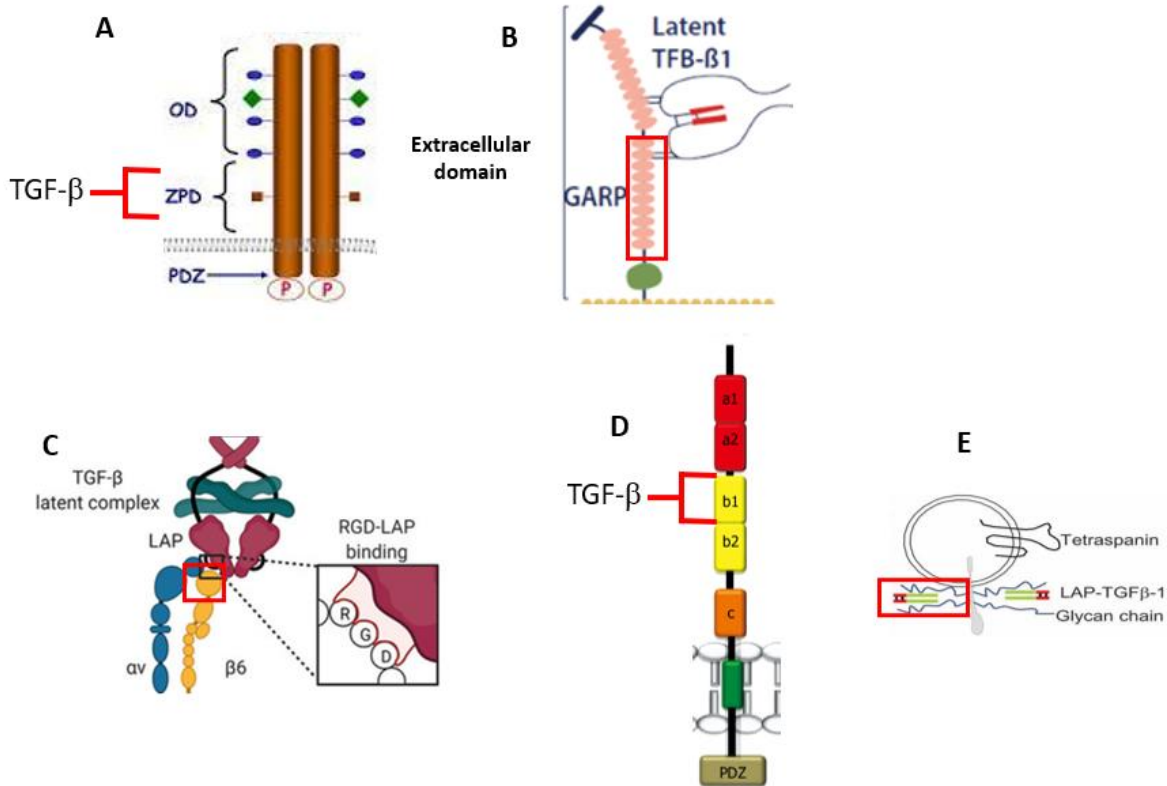 A
OD
TGF-β
ZPD
PDZ
P P
B
Latent
TFB-ß1
Extracellular
domain
GARP
C
TGF-β
latent complex
LAP
RGD-LAP
binding
R
G
D
αv
β6
D
a1
a2
TGF-β
b1
b2
c
PDZ
E
Tetraspanin
LAP-TGFβ-1
Glycan chain